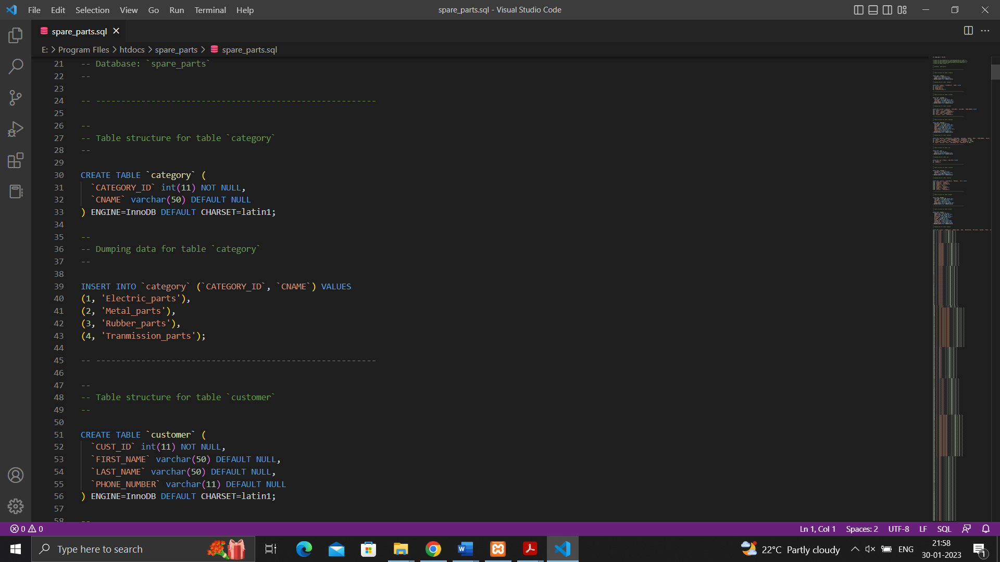 File Edit Selection View Go Run Terminal Help
spare_parts.sql - Visual Studio Code
spare_parts.sql
E: > Program FIles > htdocs > spare_parts > spare_parts.sql
21 -- Database: `spare_parts`
22 --
23
24 -- --------------------------------------------------------
25
26 --
27 -- Table structure for table `category`
28 --
29
30 CREATE TABLE `category` (
31 `CATEGORY_ID` int(11) NOT NULL,
32 `CNAME` varchar(50) DEFAULT NULL
33 ) ENGINE=InnoDB DEFAULT CHARSET=latin1;
34
35 --
36 -- Dumping data for table `category`
37 --
38
39 INSERT INTO `category` (`CATEGORY_ID`, `CNAME`) VALUES
40 (1, 'Electric_parts'),
41 (2, 'Metal_parts'),
42 (3, 'Rubber_parts'),
43 (4, 'Tranmission_parts');
44
45 -- --------------------------------------------------------
46
47 --
48 -- Table structure for table `customer`
49 --
50
51 CREATE TABLE `customer` (
52 `CUST_ID` int(11) NOT NULL,
53 `FIRST_NAME` varchar(50) DEFAULT NULL,
54 `LAST_NAME` varchar(50) DEFAULT NULL,
55 `PHONE_NUMBER` varchar(11) DEFAULT NULL
56 ) ENGINE=InnoDB DEFAULT CHARSET=latin1;
57
58 --
0 0
Ln 1, Col 1 Spaces: 2 UTF-8 LF SQL
Type here to search
22°C Partly cloudy
ENG
21:58
30-01-2023
1